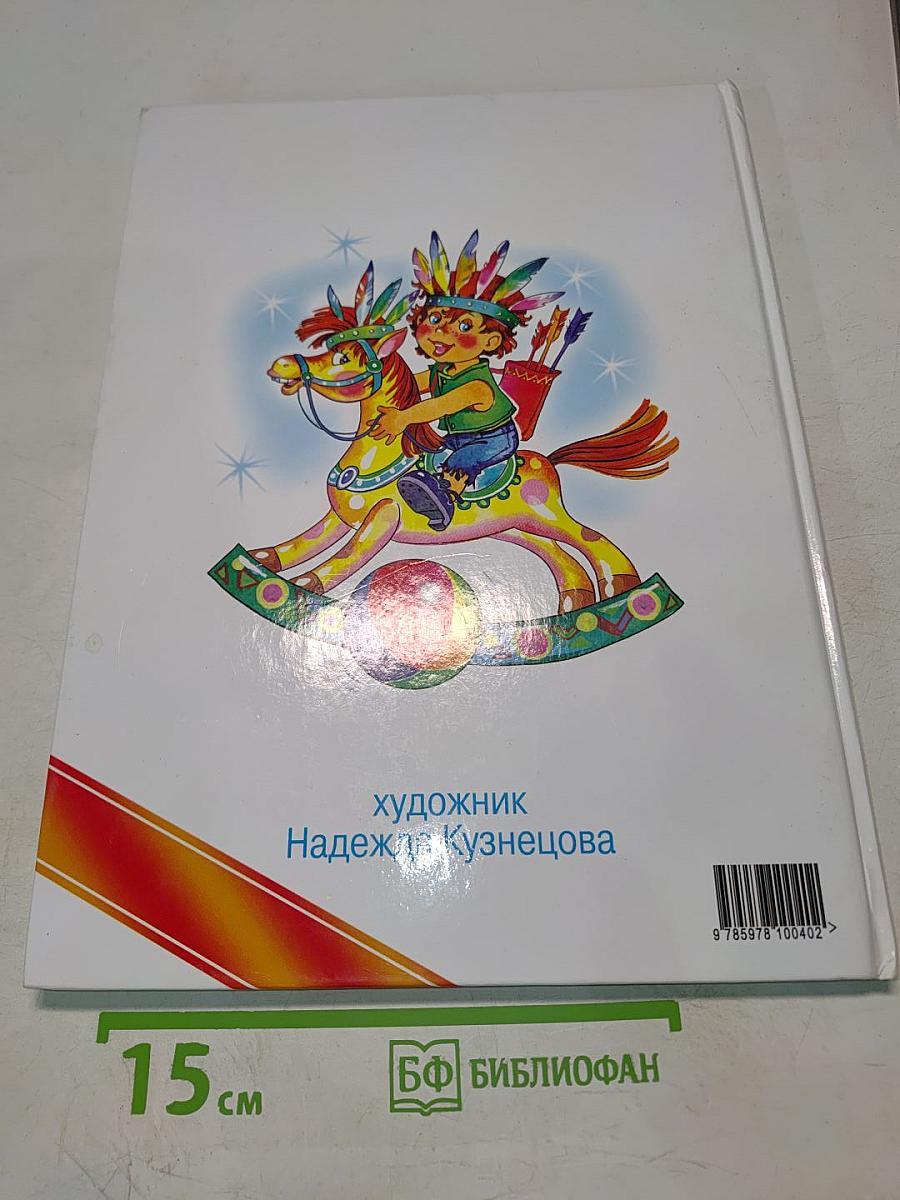 художник
Надежда Кузнецова
9 785978 100402 >
15 см
БФ БИБЛИОФАН